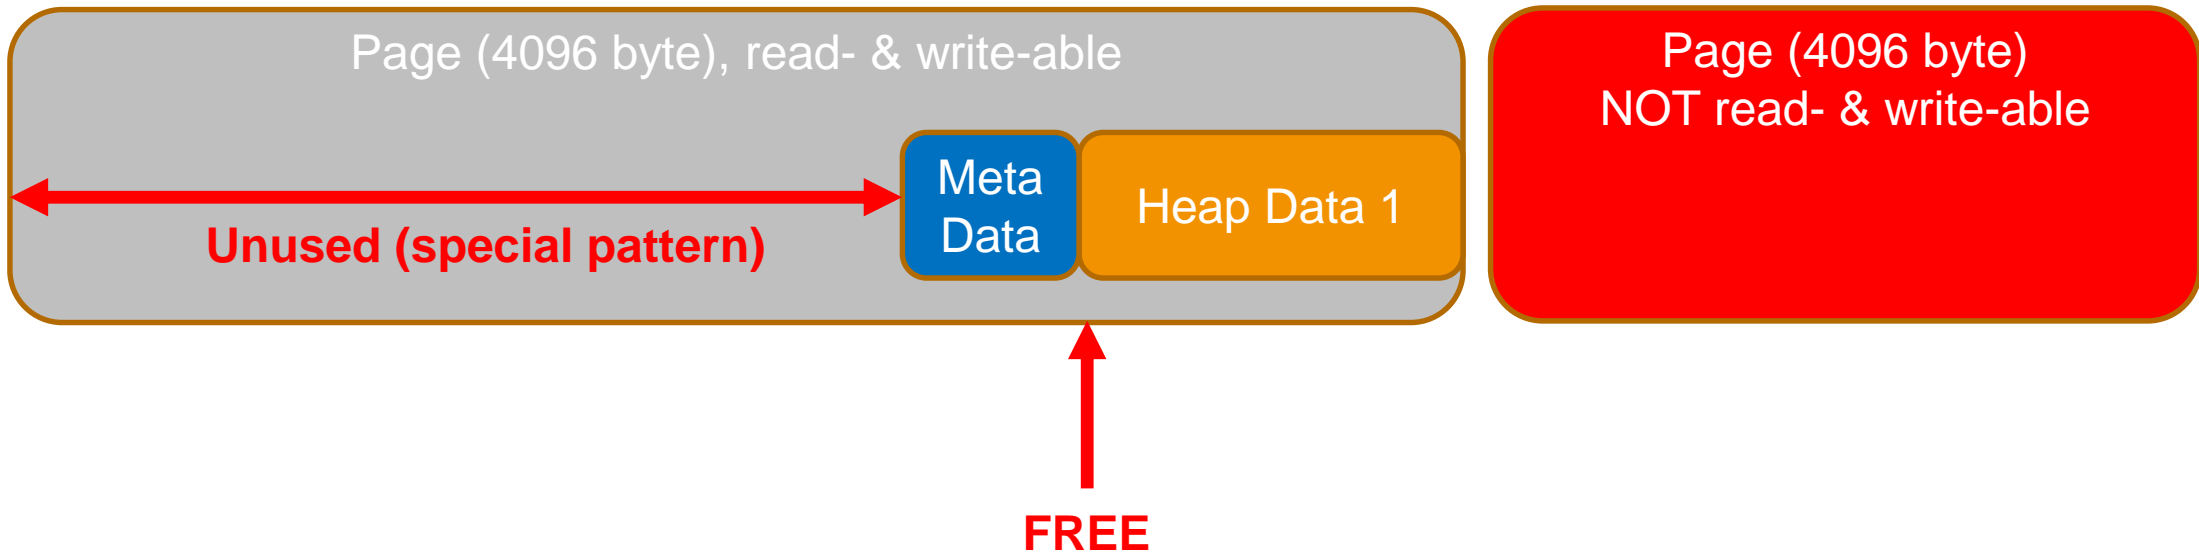 Page (4096 byte), read- & write-able
Page (4096 byte)
NOT read- & write-able
Meta
Data
Heap Data 1
Unused (special pattern)
FREE